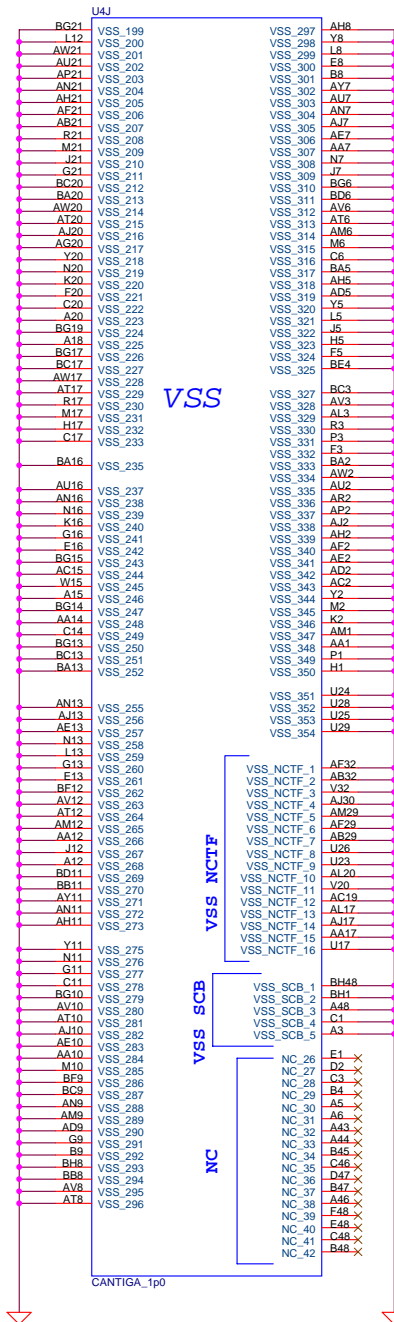 U4J
BG21 VSS_199
L12 VSS_200
AW21 VSS_201
AU21 VSS_202
AP21 VSS_203
AN21 VSS_204
AH21 VSS_205
AF21 VSS_206
AB21 VSS_207
R21 VSS_208
M21 VSS_209
J21 VSS_210
G21 VSS_211
BC20 VSS_212
BA20 VSS_213
AW20 VSS_214
AT20 VSS_215
AJ20 VSS_216
AG20 VSS_217
Y20 VSS_218
N20 VSS_219
K20 VSS_220
F20 VSS_221
C20 VSS_222
A20 VSS_223
BG19 VSS_224
A18 VSS_225
BG17 VSS_226
BC17 VSS_227
AW17 VSS_228
AT17 VSS_229
R17 VSS_230
M17 VSS_231
H17 VSS_232
C17 VSS_233
BA16 VSS_235
AU16 VSS_237
AN16 VSS_238
N16 VSS_239
K16 VSS_240
G16 VSS_241
E16 VSS_242
BG15 VSS_243
AC15 VSS_244
W15 VSS_245
A15 VSS_246
BG14 VSS_247
AA14 VSS_248
C14 VSS_249
BG13 VSS_250
BC13 VSS_251
BA13 VSS_252
AN13 VSS_255
AJ13 VSS_256
AE13 VSS_257
N13 VSS_258
L13 VSS_259
G13 VSS_260
E13 VSS_261
BF12 VSS_262
AV12 VSS_263
AT12 VSS_264
AM12 VSS_265
AA12 VSS_266
J12 VSS_267
A12 VSS_268
BD11 VSS_269
BB11 VSS_270
AY11 VSS_271
AN11 VSS_272
AH11 VSS_273
Y11 VSS_275
N11 VSS_276
G11 VSS_277
C11 VSS_278
BG10 VSS_279
AV10 VSS_280
AT10 VSS_281
AJ10 VSS_282
AE10 VSS_283
AA10 VSS_284
M10 VSS_285
BF9 VSS_286
BC9 VSS_287
AN9 VSS_288
AM9 VSS_289
AD9 VSS_290
G9 VSS_291
B9 VSS_292
BH8 VSS_293
BB8 VSS_294
AV8 VSS_295
AT8 VSS_296
VSS
VSS_297 AH8
VSS_298 Y8
VSS_299 L8
VSS_300 E8
VSS_301 B8
VSS_302 AY7
VSS_303 AU7
VSS_304 AN7
VSS_305 AJ7
VSS_306 AE7
VSS_307 AA7
VSS_308 N7
VSS_309 J7
VSS_310 BG6
VSS_311 BD6
VSS_312 AV6
VSS_313 AT6
VSS_314 AM6
VSS_315 M6
VSS_316 C6
VSS_317 BA5
VSS_318 AH5
VSS_319 AD5
VSS_320 Y5
VSS_321 L5
VSS_322 J5
VSS_323 H5
VSS_324 F5
VSS_325 BE4
VSS_327 BC3
VSS_328 AV3
VSS_329 AL3
VSS_330 R3
VSS_331 P3
VSS_332 F3
VSS_333 BA2
VSS_334 AW2
VSS_335 AU2
VSS_336 AR2
VSS_337 AP2
VSS_338 AJ2
VSS_339 AH2
VSS_340 AF2
VSS_341 AE2
VSS_342 AD2
VSS_343 AC2
VSS_344 Y2
VSS_345 M2
VSS_346 K2
VSS_347 AM1
VSS_348 AA1
VSS_349 P1
VSS_350 H1
VSS_351 U24
VSS_352 U28
VSS_353 U25
VSS_354 U29
VSS NCTF
VSS_NCTF_1 AF32
VSS_NCTF_2 AB32
VSS_NCTF_3 V32
VSS_NCTF_4 AJ30
VSS_NCTF_5 AM29
VSS_NCTF_6 AF29
VSS_NCTF_7 AB29
VSS_NCTF_8 U26
VSS_NCTF_9 U23
VSS_NCTF_10 AL20
VSS_NCTF_11 V20
VSS_NCTF_12 AC19
VSS_NCTF_13 AL17
VSS_NCTF_14 AJ17
VSS_NCTF_15 AA17
VSS_NCTF_16 U17
VSS SCB
VSS_SCB_1 BH48
VSS_SCB_2 BH1
VSS_SCB_3 A48
VSS_SCB_4 C1
VSS_SCB_5 A3
NC
NC_26 E1
NC_27 D2
NC_28 C3
NC_29 B4
NC_30 A5
NC_31 A6
NC_32 A43
NC_33 A44
NC_34 B45
NC_35 C46
NC_36 D47
NC_37 B47
NC_38 A46
NC_39 F48
NC_40 E48
NC_41 C48
NC_42 B48
CANTIGA_1p0